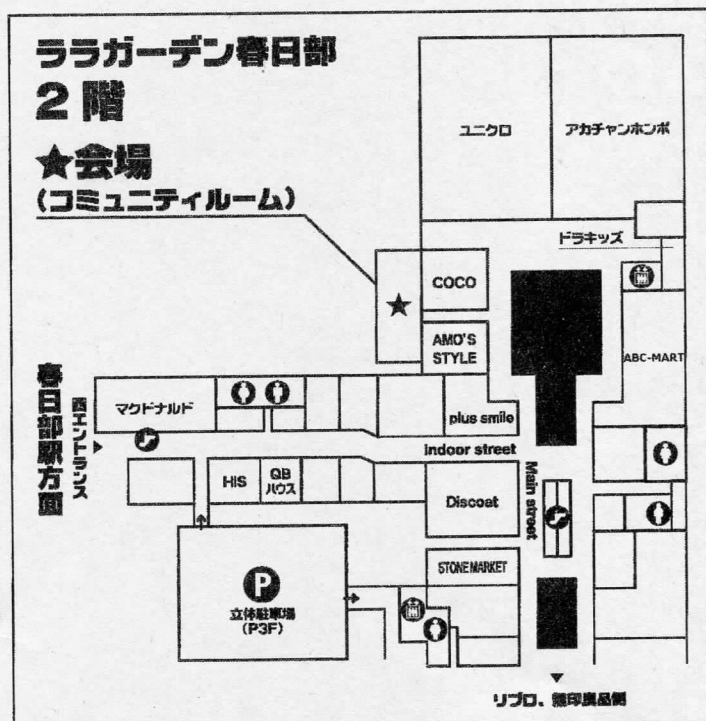 ララガーデン春日部
2階
★会場
(コミュニティルーム)
ユニクロ
アカチャンホンポ
ドラキッズ
COCO
AMO'S
STYLE
ABC-MART
春日部駅方面
西エントランス
マクドナルド
plus smile
Indoor street
Main street
HIS
QB
ハウス
Discoat
STONE MARKET
P
立体駐車場
(P3F)
リブロ、無印良品側